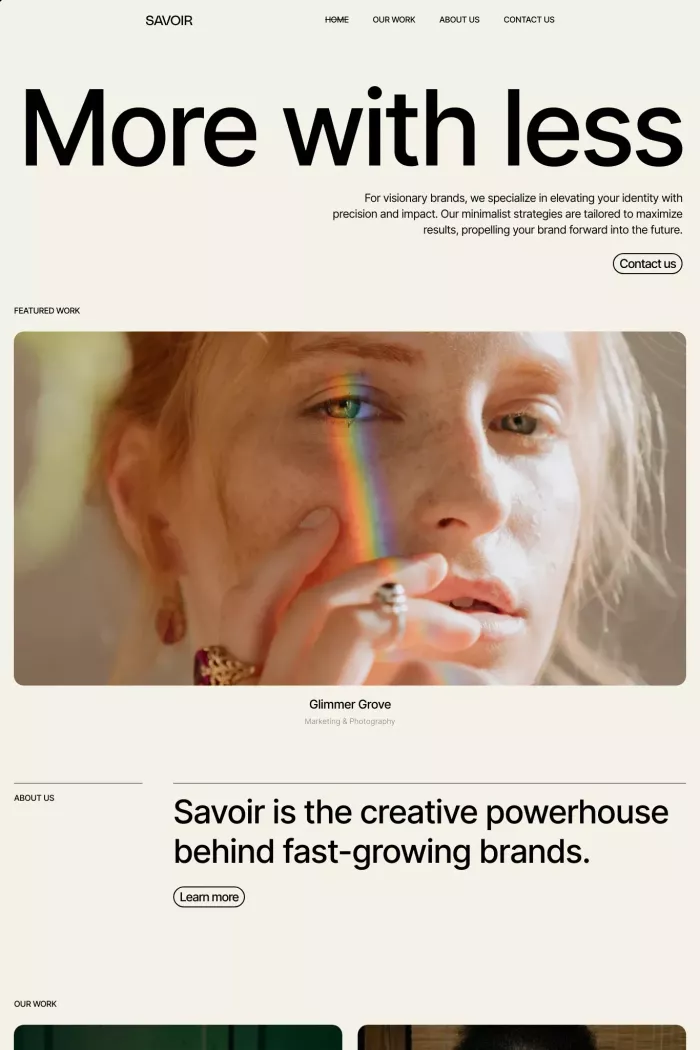 SAVOIR
HOME
OUR WORK
ABOUT US
CONTACT US
More with less
For visionary brands, we specialize in elevating your identity with
precision and impact. Our minimalist strategies are tailored to maximize
results, propelling your brand forward into the future.
Contact us
FEATURED WORK
Glimmer Grove
Marketing & Photography
ABOUT US
Savoir is the creative powerhouse
behind fast-growing brands.
Learn more
OUR WORK